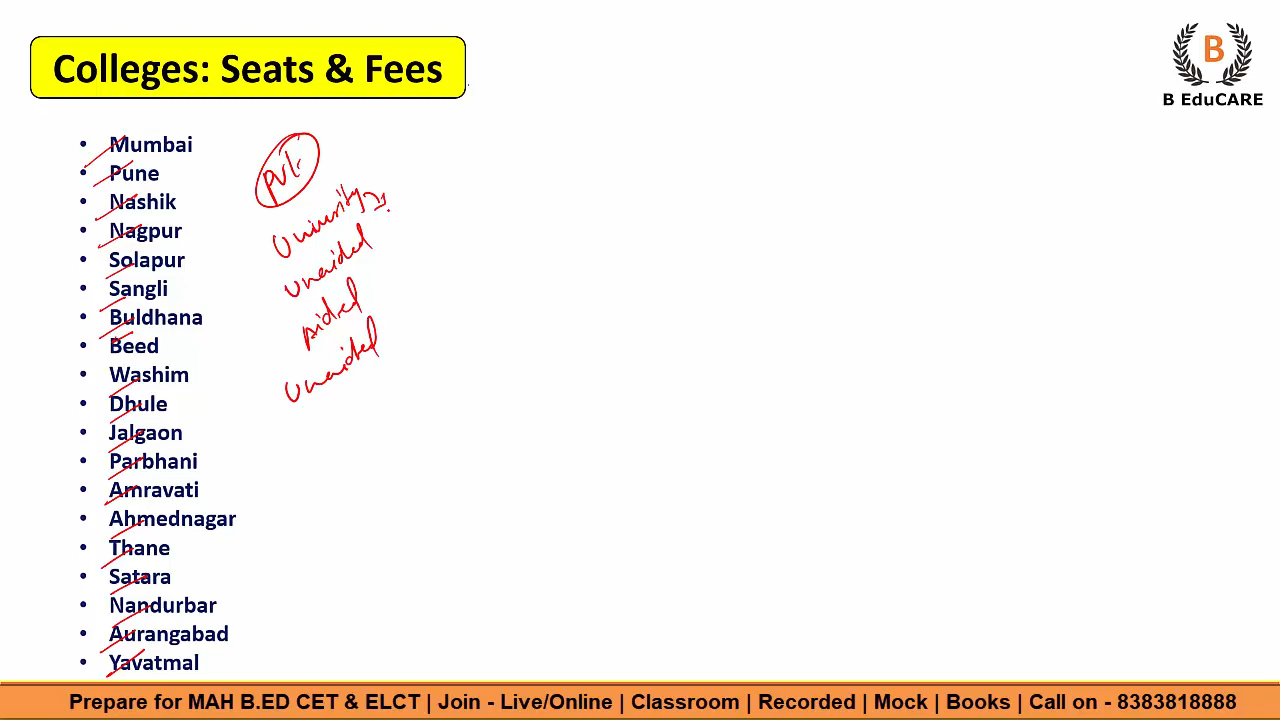 Colleges: Seats & Fees
B
B EduCARE
• Mumbai
• Pune
• Nashik
• Nagpur
• Solapur
• Sangli
• Buldhana
• Beed
• Washim
• Dhule
• Jalgaon
• Parbhani
• Amravati
• Ahmednagar
• Thane
• Satara
• Nandurbar
• Aurangabad
• Yavatmal
University
Unaided
Aided
Unaided
Prepare for MAH B.ED CET & ELCT | Join - Live/Online | Classroom | Recorded | Mock | Books | Call on - 8383818888